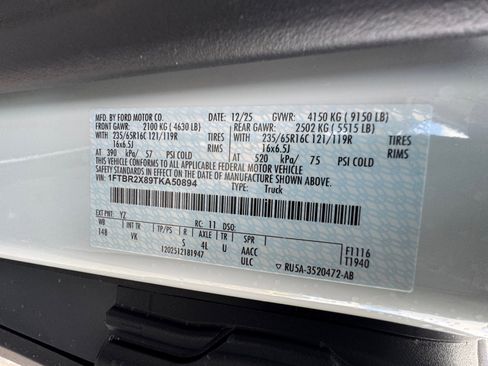 MFD. BY FORD MOTOR CO. 12/25 GVWR: 4150 KG ( 9150 LB)
FRONT GAWR: 2100 KG ( 4630 LB) REAR GAWR: 2502 KG ( 5515 LB)
WITH TIRES WITH TIRES
235/65R16C 121/119R RIMS 235/65R16C 121/119R RIMS
16x6.5J 16x6.5J
AT 390 kPa/ 57 PSI COLD AT 520 kPa/ 75 PSI COLD
THIS VEHICLE CONFORMS TO ALL APPLICABLE FEDERAL MOTOR VEHICLE
SAFETY AND THEFT PREVENTION STANDARDS IN EFFECT ON THE DATE OF
VIN: 1FTBR2X89TKA50894 TYPE: Truck
EXT PNT: YZ RC: 11 DSO:
WB INT TR TP/PS R AXLE TR SPR F1116
148 VK S 4L U AACC T1940
1202512181947 ULC RU5A-3520472-AB